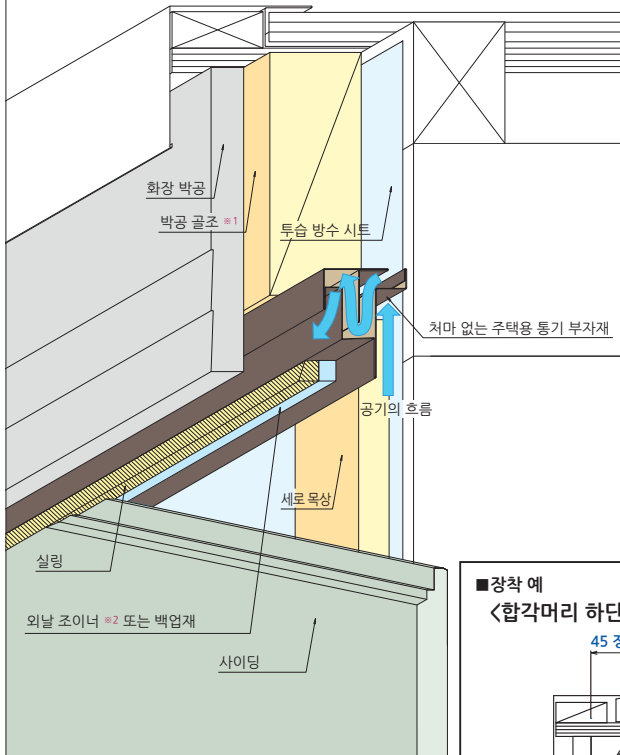 화장 박공
박공 골조 ※1
투습 방수 시트
처마 없는 주택용 통기 부자재
공기의 흐름
세로 목상
실링
외날 조이너 ※2 또는 백업재
사이딩
■장착 예
<합각머리 하단
45